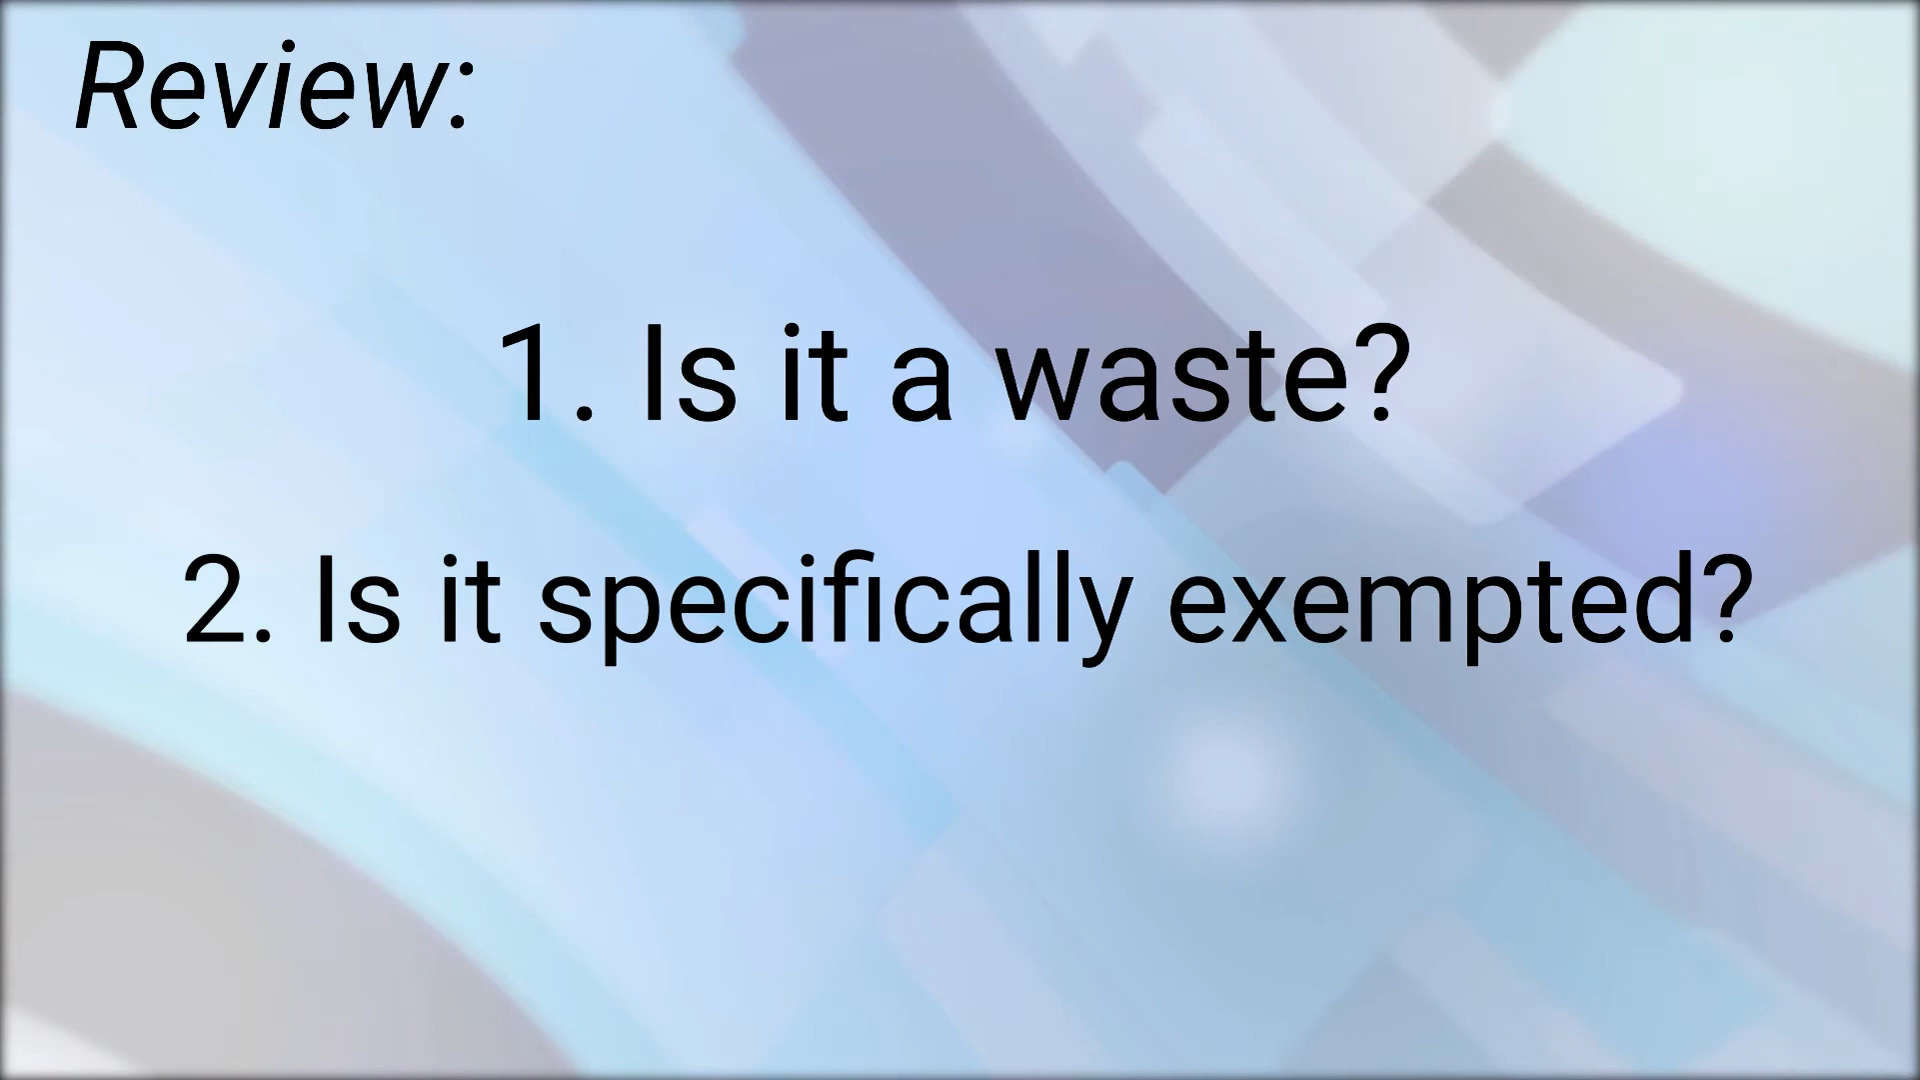 Review:
1. Is it a waste?
2. Is it specifically exempted?